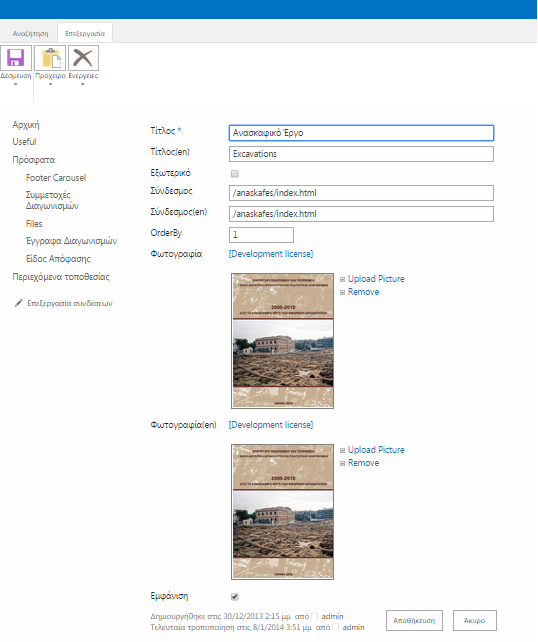 Αναζήτηση
Επεξεργασία
Δέσμευση
Πρόχειρο
Ενέργειες
Αρχική
Useful
Πρόσφατα
Footer Carousel
Συμμετοχές
Διαγωνισμών
Files
Έγγραφα Διαγωνισμών
Είδος Απόφασης
Περιεχόμενα τοποθεσίας
Επεξεργασία συνδέσεων
Τίτλος *
Ανασκαφικό Έργο
Τίτλος(en)
Excavations
Εξωτερικό
Σύνδεσμος
/anaskafes/index.html
Σύνδεσμος(en)
/anaskafes/index.html
OrderBy
1
Φωτογραφία
[Development license]
2000-2010
Upload Picture
Remove
Φωτογραφία(en)
[Development license]
2000-2010
Upload Picture
Remove
Εμφάνιση
Δημιουργήθηκε στις 30/12/2013 2:15 μμ. από admin
Τελευταία τροποποίηση στις 8/1/2014 3:51 μμ. από admin
Αποθήκευση
Άκυρο